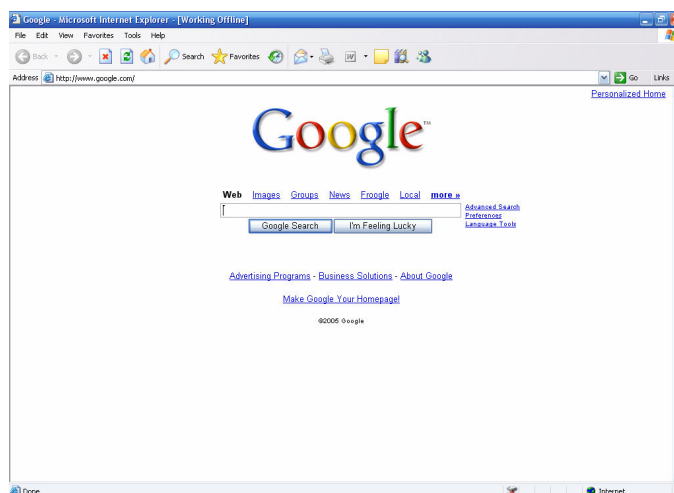 Google - Microsoft Internet Explorer - [Working Offline]
File Edit View Favorites Tools Help
Back Search Favorites
Address http://www.google.com/ Go Links
Personalized Home
Google™
Web Images Groups News Froogle Local more »
Advanced Search
Preferences
Language Tools
Google Search I'm Feeling Lucky
Advertising Programs - Business Solutions - About Google
Make Google Your Homepage!
©2005 Google
Done Internet